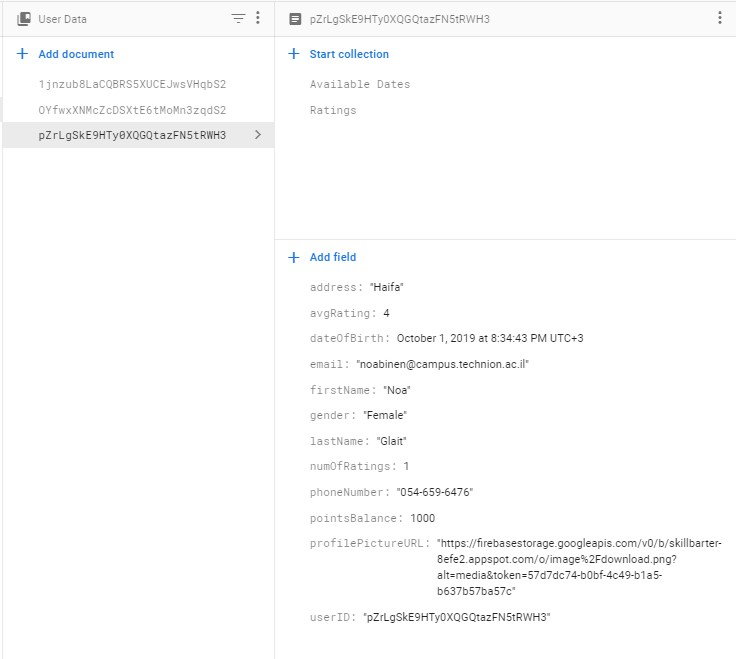 User Data
pZrLgSkE9HTy0XQGQtazFN5tRWH3
Add document
Start collection
1jnzub8LaCQBRS5XUCEJwsVHqbS2
Available Dates
OYfwxXNMcZcDSXtE6tMoMn3zqdS2
Ratings
pZrLgSkE9HTy0XQGQtazFN5tRWH3
Add field
address: "Haifa"
avgRating: 4
dateOfBirth: October 1, 2019 at 8:34:43 PM UTC+3
email: "noabinen@campus.technion.ac.il"
firstName: "Noa"
gender: "Female"
lastName: "Glait"
numOfRatings: 1
phoneNumber: "054-659-6476"
pointsBalance: 1000
profilePictureURL: "https://firebasestorage.googleapis.com/v0/b/skillbarter-
8efe2.appspot.com/o/image%2Fdownload.png?
alt=media&token=57d7dc74-b0bf-4c49-b1a5-
b637b57ba57c"
userID: "pZrLgSkE9HTy0XQGQtazFN5tRWH3"